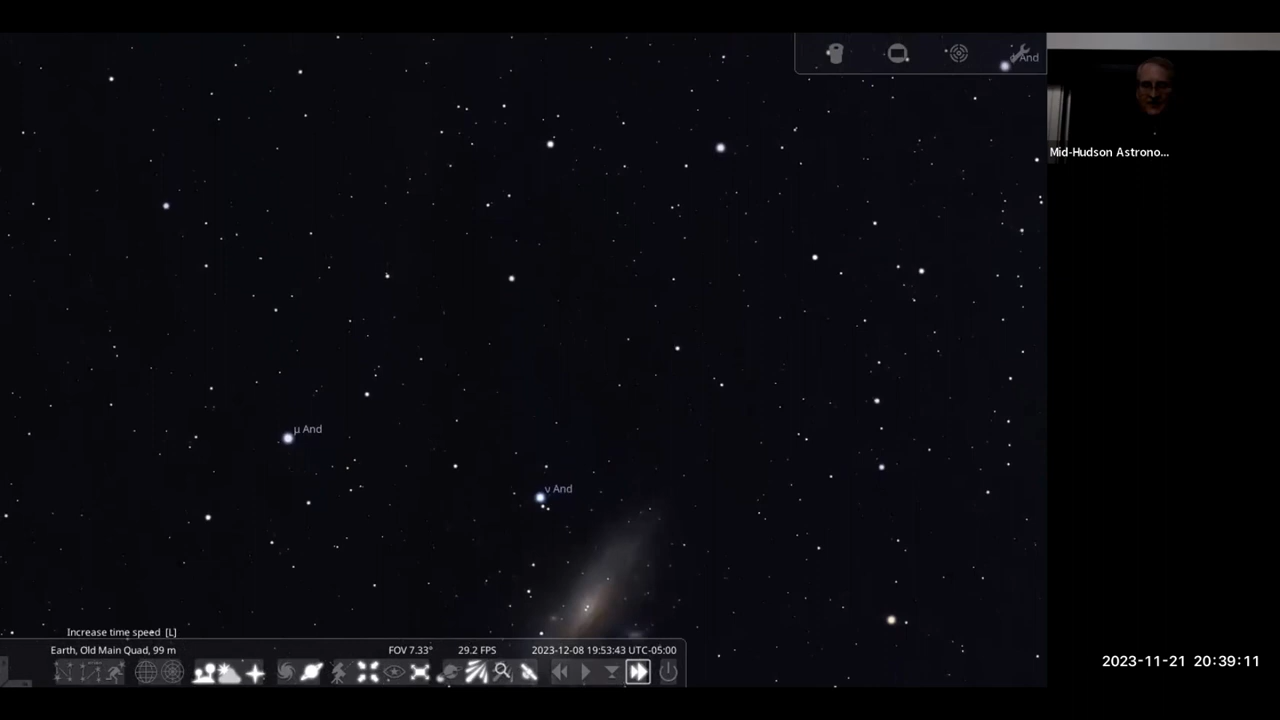 φ And
Mid-Hudson Astrono...
μ And
ν And
Increase time speed [L]
Earth, Old Main Quad, 99 m FOV 7.33° 29.2 FPS 2023-12-08 19:53:43 UTC-05:00
2023-11-21 20:39:11